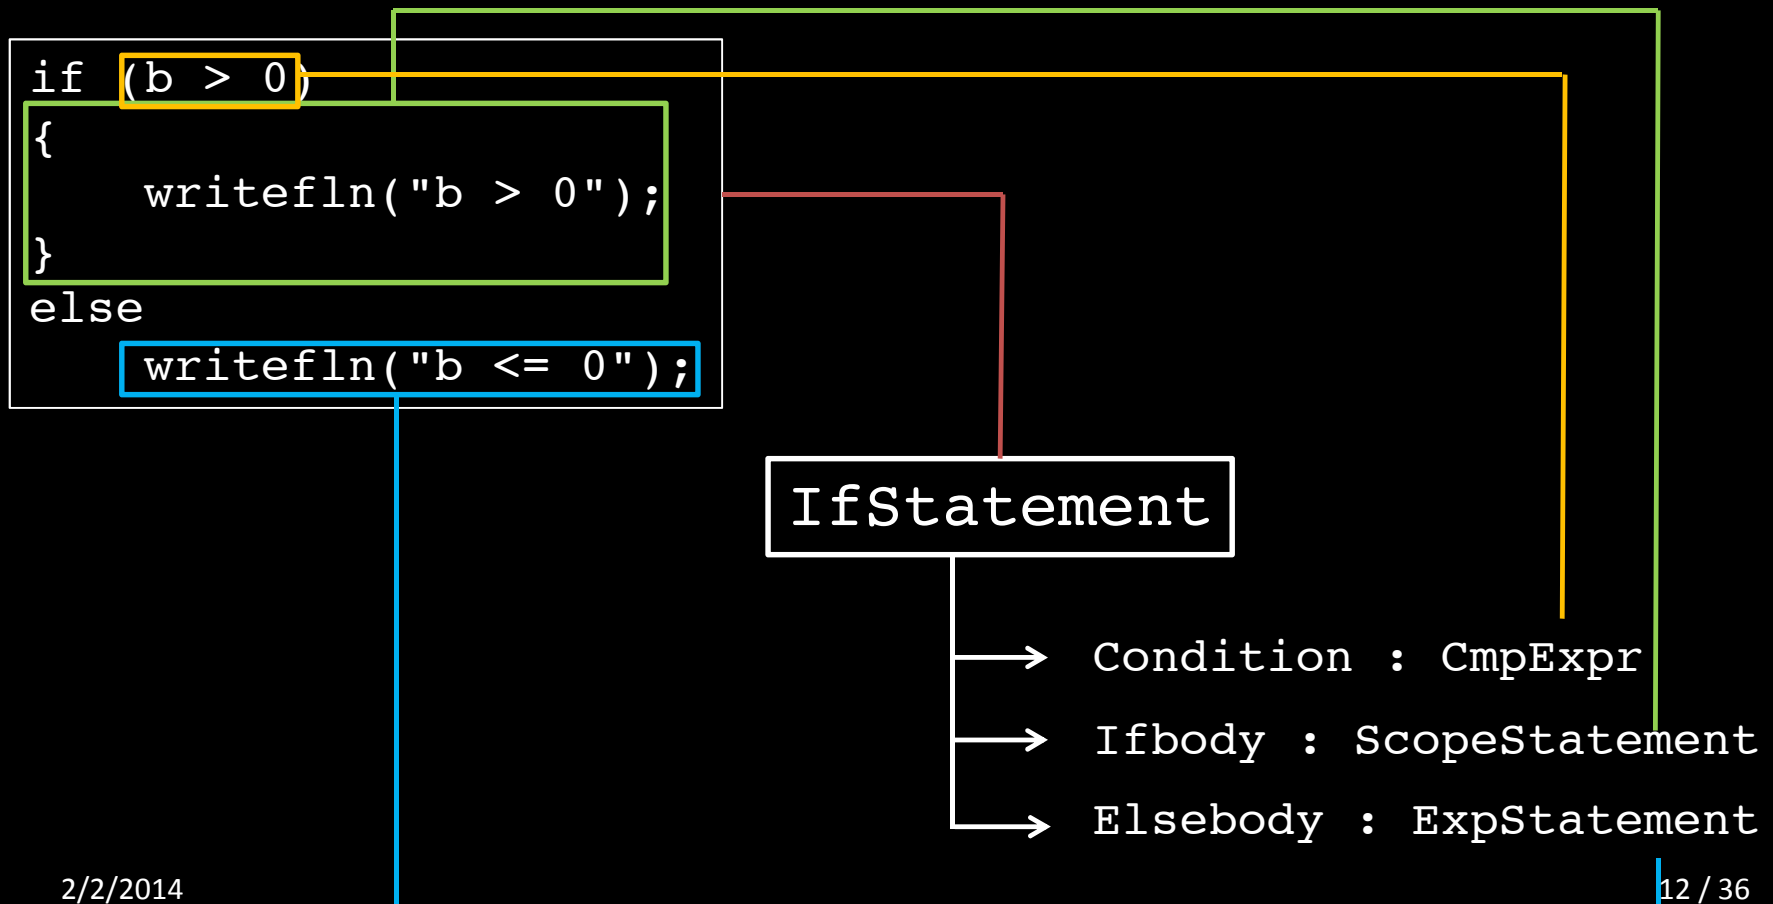 if (b > 0)
{
    writefln("b > 0");
}
else
    writefln("b <= 0");
IfStatement
Condition : CmpExpr
Ifbody : ScopeStatement
Elsebody : ExpStatement
2/2/2014
12 / 36